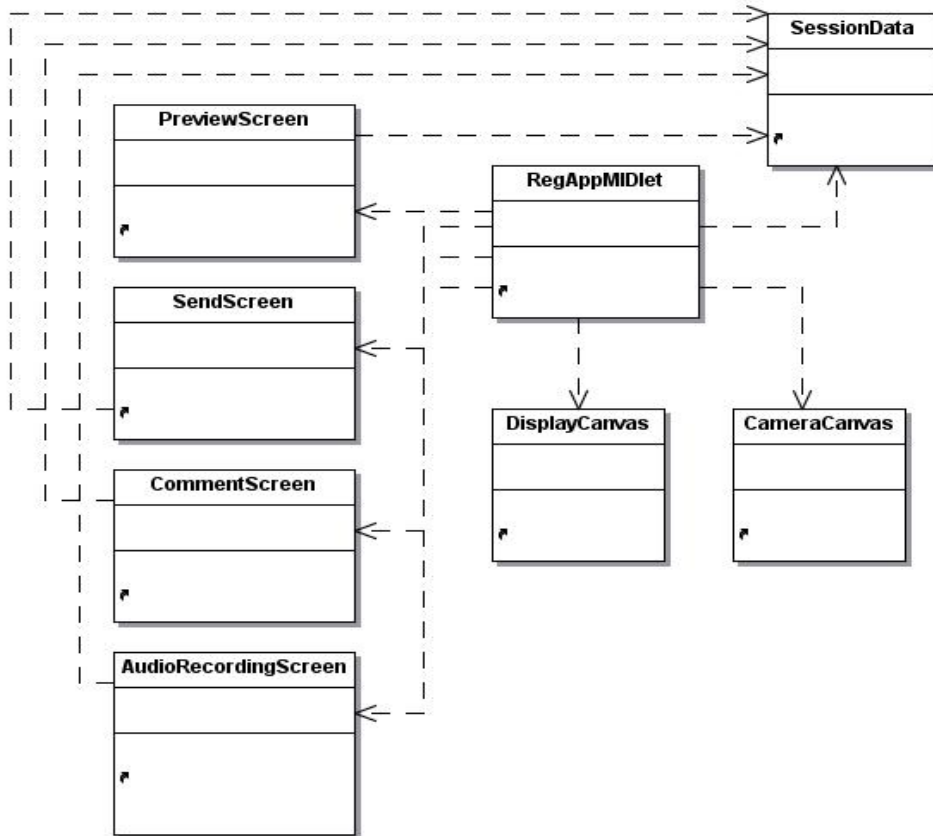 SessionData
PreviewScreen
RegAppMIDlet
SendScreen
DisplayCanvas
CameraCanvas
CommentScreen
AudioRecordingScreen